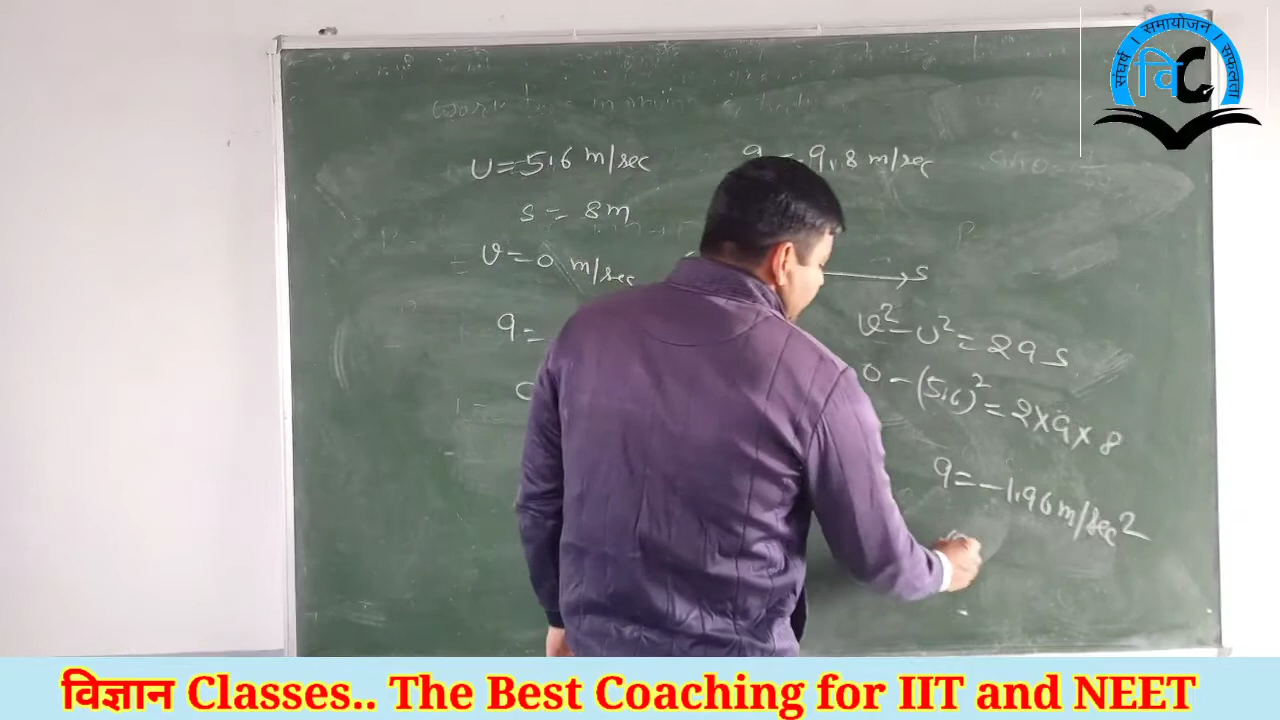 संघर्ष । समायोजन । सफलता
विC
u = 5.6 m/sec
9.8 m/sec
s = 8m
v = 0 m/sec
a =
s
v² - u² = 2as
0 - (5.6)² = 2×a×8
a = -1.96 m/sec²
विज्ञान Classes.. The Best Coaching for IIT and NEET